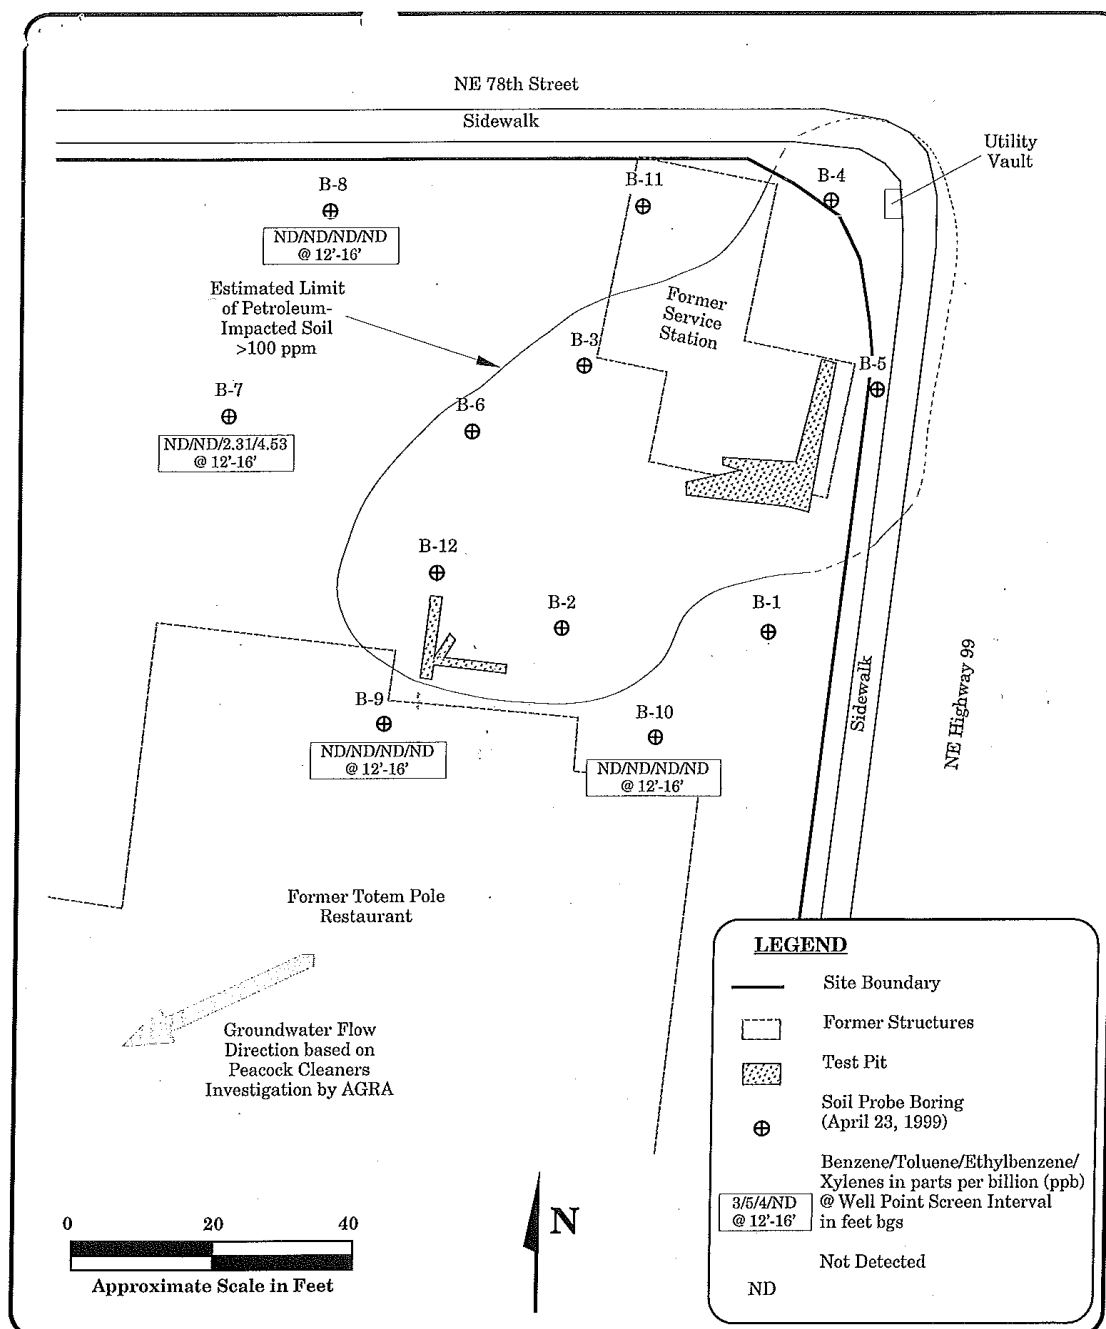 NE 78th Street
Sidewalk
Utility
Vault
B-8
ND/ND/ND/ND
@ 12'-16'
B-11
B-4
Estimated Limit
of Petroleum-
Impacted Soil
>100 ppm
Former
Service
Station
B-3
B-5
B-7
ND/ND/2.31/4.53
@ 12'-16'
B-6
B-12
B-2
B-1
B-9
ND/ND/ND/ND
@ 12'-16'
B-10
ND/ND/ND/ND
@ 12'-16'
Sidewalk
NE Highway 99
Former Totem Pole
Restaurant
Groundwater Flow
Direction based on
Peacock Cleaners
Investigation by AGRA
LEGEND
Site Boundary
Former Structures
Test Pit
Soil Probe Boring
(April 23, 1999)
Benzene/Toluene/Ethylbenzene/
Xylenes in parts per billion (ppb)
3/5/4/ND @ Well Point Screen Interval
@ 12'-16' in feet bgs
Not Detected
ND
N
0 20 40
Approximate Scale in Feet